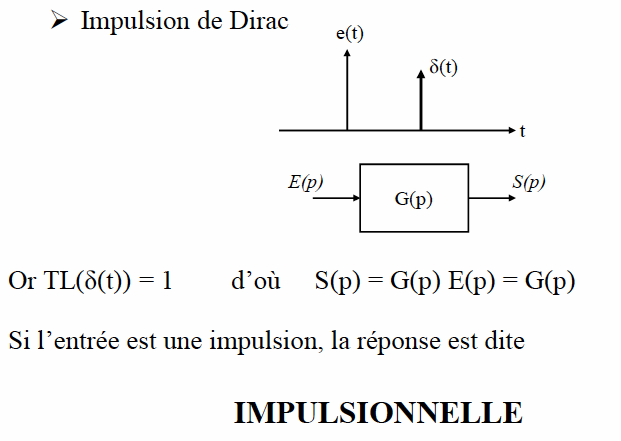 ➢ Impulsion de Dirac
e(t)
δ(t)
t
E(p)
G(p)
S(p)
Or TL(δ(t)) = 1 d’où S(p) = G(p) E(p) = G(p)
Si l’entrée est une impulsion, la réponse est dite
IMPULSIONNELLE